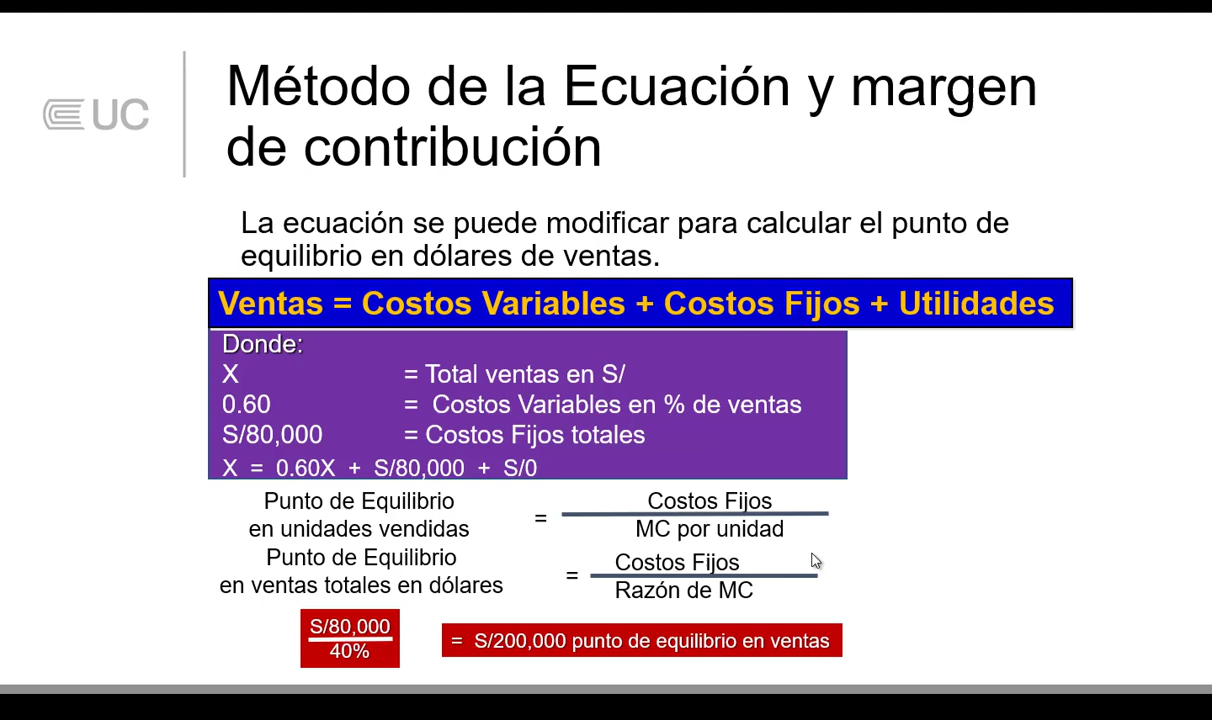 UC
Método de la Ecuación y margen
de contribución
La ecuación se puede modificar para calcular el punto de
equilibrio en dólares de ventas.
Ventas = Costos Variables + Costos Fijos + Utilidades
Donde:
X = Total ventas en S/
0.60 = Costos Variables en % de ventas
S/80,000 = Costos Fijos totales
X = 0.60X + S/80,000 + S/0
Punto de Equilibrio
en unidades vendidas
=
Costos Fijos
MC por unidad
Punto de Equilibrio
en ventas totales en dólares
=
Costos Fijos
Razón de MC
S/80,000
40%
= S/200,000 punto de equilibrio en ventas